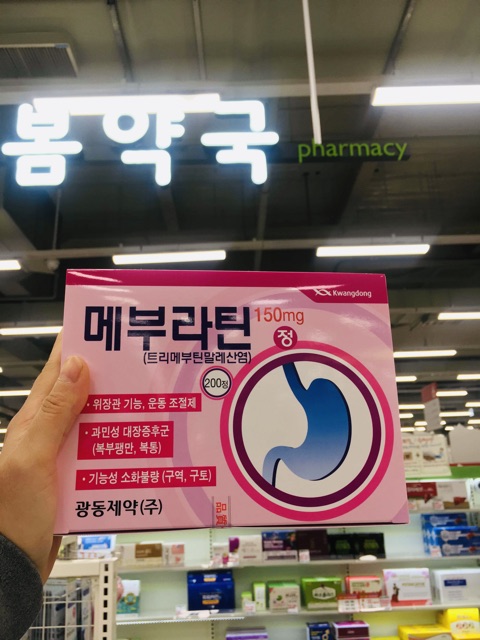 봄약국
pharmacy
Kwangdong
메부라틴 150mg
정
(트리메부틴말레산염)
200정
• 위장관 기능, 운동 조절제
• 과민성 대장증후군
(복부팽만, 복통)
• 기능성 소화불량 (구역, 구토)
광동제약(주)